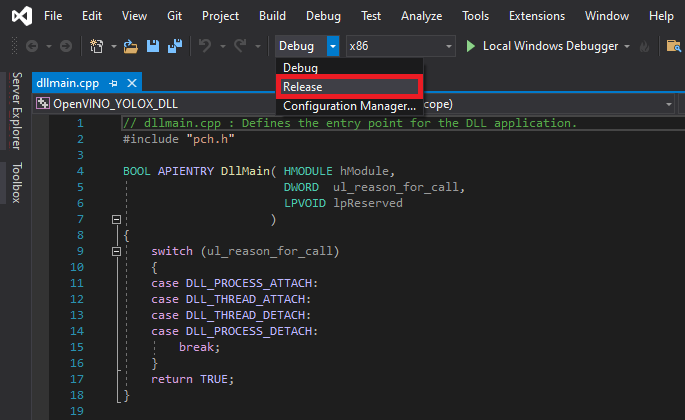 File Edit View Git Project Build Debug Test Analyze Tools Extensions Window Help
Debug x86 Local Windows Debugger
Debug
Release
Configuration Manager...
Server Explorer
Toolbox
dllmain.cpp
OpenVINO_YOLOX_DLL cope)
1 // dllmain.cpp : Defines the entry point for the DLL application.
2 #include "pch.h"
3
4 BOOL APIENTRY DllMain( HMODULE hModule,
5 DWORD ul_reason_for_call,
6 LPVOID lpReserved
7 )
8 {
9 switch (ul_reason_for_call)
10 {
11 case DLL_PROCESS_ATTACH:
12 case DLL_THREAD_ATTACH:
13 case DLL_THREAD_DETACH:
14 case DLL_PROCESS_DETACH:
15 break;
16 }
17 return TRUE;
18 }
19